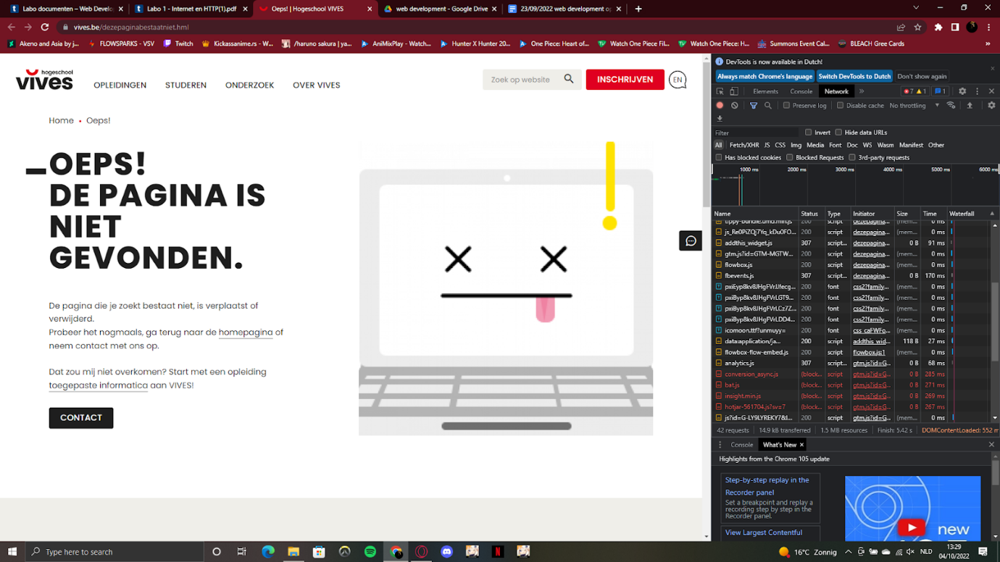 Labo documenten – Web Develo
Labo 1 - Internet en HTTP(1).pdf
Oeps! | Hogeschool VIVES
web development - Google Drive
23/09/2022 web development op
vives.be/dezepaginabestaatniet.hml
Akeno and Asia by j...
FLOWSPARKS - VSV
Twitch
Kickassanime.rs - W...
/haruno sakura | ya...
AniMixPlay - Watch...
Hunter X Hunter 20...
One Piece: Heart of...
Watch One Piece Fil...
Watch One Piece: H...
Summons Event Cal...
BLEACH Gree Cards
hogeschool
vives
OPLEIDINGEN
STUDEREN
ONDERZOEK
OVER VIVES
Zoek op website
INSCHRIJVEN
EN
Home • Oeps!
OEPS!
DE PAGINA IS
NIET
GEVONDEN.
De pagina die je zoekt bestaat niet, is verplaatst of
verwijderd.
Probeer het nogmaals, ga terug naar de homepagina of
neem contact met ons op.
Dat zou mij niet overkomen? Start met een opleiding
toegepaste informatica aan VIVES!
CONTACT
DevTools is now available in Dutch!
Always match Chrome's language
Switch DevTools to Dutch
Don't show again
Elements
Console
Network
7
1
1
Preserve log
Disable cache
No throttling
Filter
Invert
Hide data URLs
All Fetch/XHR JS CSS Img Media Font Doc WS Wasm Manifest Other
Has blocked cookies
Blocked Requests
3rd-party requests
1000 ms 2000 ms 3000 ms 4000 ms 5000 ms 6000 ms
Name Status Type Initiator Size Time Waterfall
tippy-bundle.umd.min.js 200 script dezepagina... (mem... 0 ms
js_Re0PiZQj7Yq_kDu0FO... 200 script dezepagina... (mem... 0 ms
addthis_widget.js 307 script... dezepagina... 0 B 91 ms
gtm.js?id=GTM-MGTW... 200 script dezepagina... (mem... 0 ms
flowbox.js 200 script dezepagina... (mem... 0 ms
fbevents.js 307 script... dezepagina... 0 B 170 ms
pxiEyp8kv8JHgFVrJJfecg... 200 font css2?family... (mem... 0 ms
pxiByp8kv8JHgFVrLGT9... 200 font css2?family... (mem... 0 ms
pxiByp8kv8JHgFVrLCz7Z... 200 font css2?family... (mem... 0 ms
pxiByp8kv8JHgFVrLDD4... 200 font css2?family... (mem... 0 ms
icomoon.ttf?unmuyy= 200 font css_caFWFo... (mem... 0 ms
data:application/ja... 200 script addthis_wid... 118 B 27 ms
flowbox-flow-embed.js 200 script flowbox.js:1 (mem... 0 ms
analytics.js 307 script... gtm.js?id=G... 0 B 68 ms
conversion_async.js (block... script gtm.js?id=G... 0 B 285 ms
bat.js (block... script gtm.js?id=G... 0 B 271 ms
insight.min.js (block... script gtm.js?id=G... 0 B 269 ms
hotjar-561704.js?sv=7 (block... script gtm.js?id=G... 0 B 267 ms
js?id=G-LY9LYREKY7&l... 200 script gtm.js?id=G... (mem... 0 ms
42 requests 14.9 kB transferred 1.5 MB resources Finish: 5.42 s DOMContentLoaded: 552 m
Console
What's New
Highlights from the Chrome 105 update
Step-by-step replay in the
Recorder panel
Set a breakpoint and replay a
recording step by step in the
Recorder panel.
View Largest Contentful
new
Type here to search
16°C Zonnig
NLD
13:29
04/10/2022